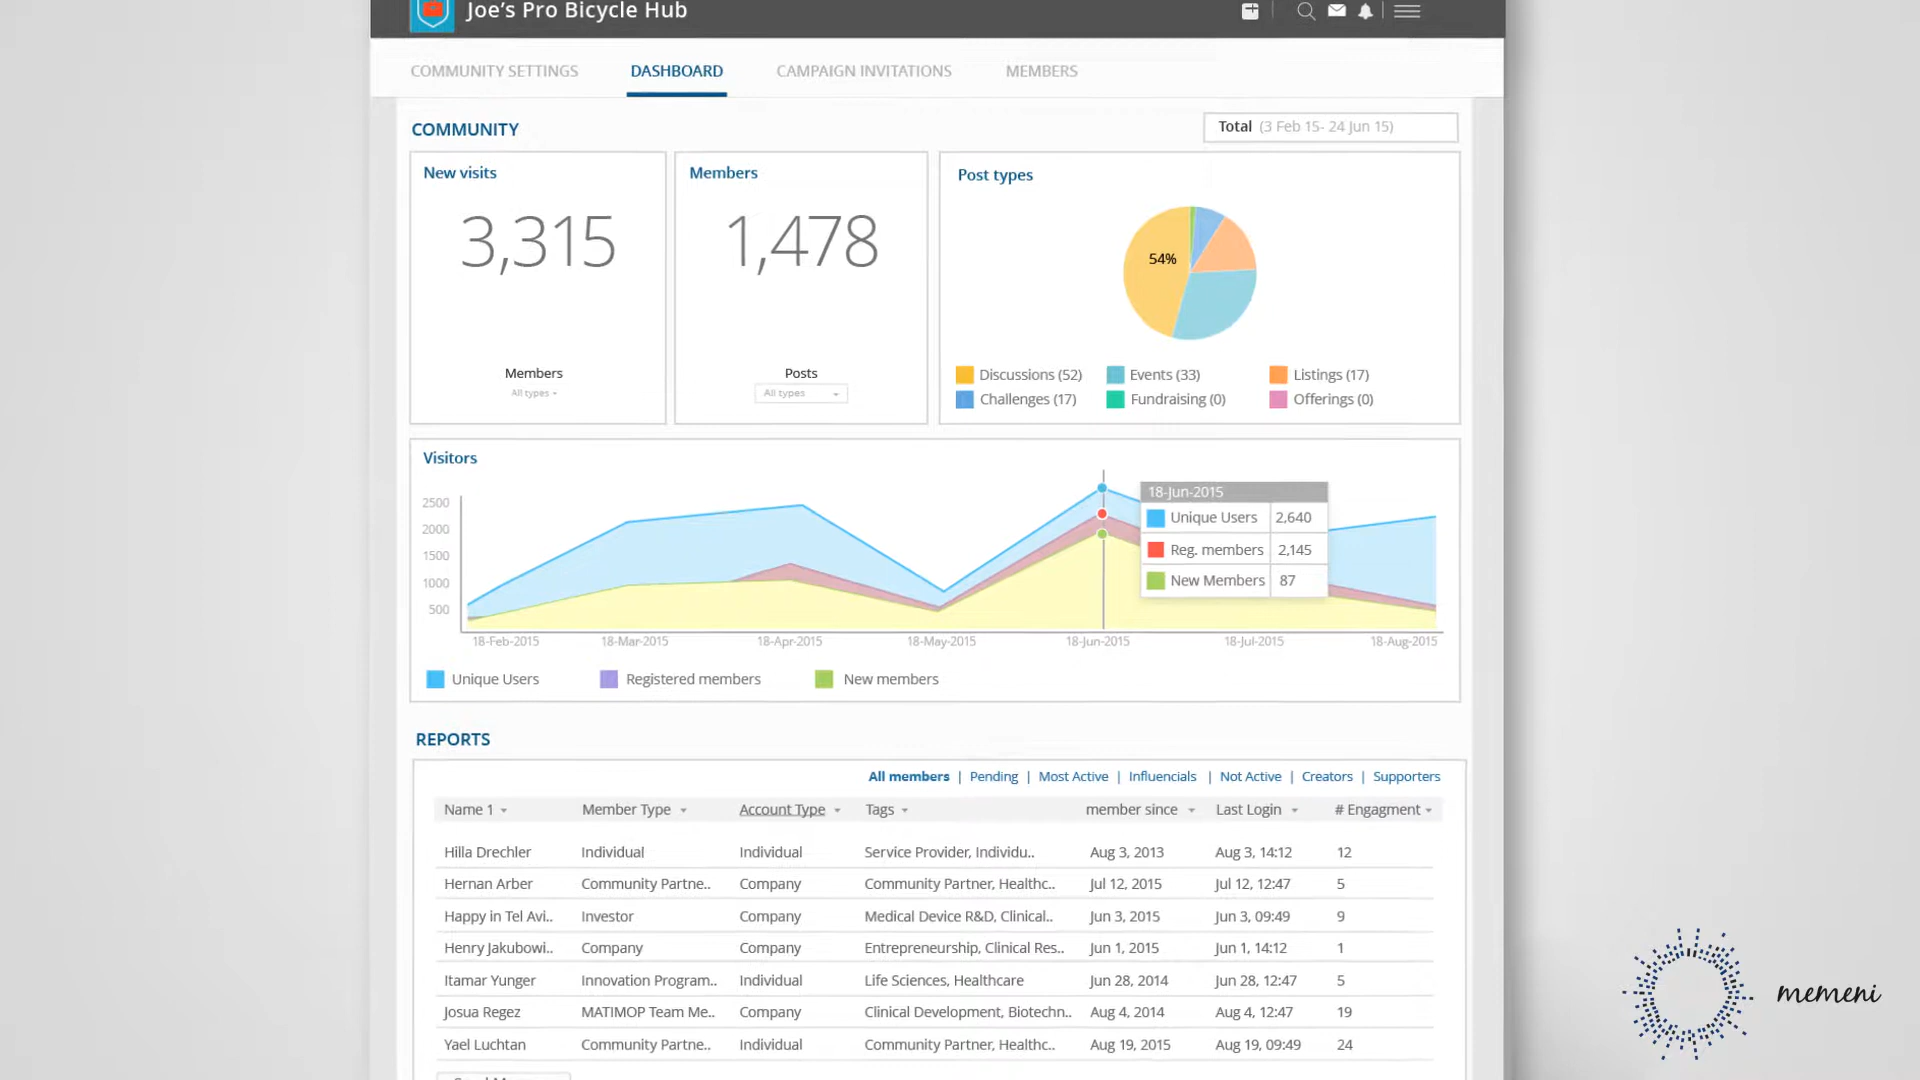 Joe's Pro Bicycle Hub
COMMUNITY SETTINGS DASHBOARD CAMPAIGN INVITATIONS MEMBERS
COMMUNITY
Total (3 Feb 15- 24 Jun 15)
New visits
3,315
Members
All types
Members
1,478
Posts
All types
Post types
54%
Discussions (52) Events (33) Listings (17)
Challenges (17) Fundraising (0) Offerings (0)
Visitors
2500
2000
1500
1000
500
18-Jun-2015
Unique Users 2,640
Reg. members 2,145
New Members 87
18-Feb-2015 18-Mar-2015 18-Apr-2015 18-May-2015 18-Jun-2015 18-Jul-2015 18-Aug-2015
Unique Users Registered members New members
REPORTS
All members | Pending | Most Active | Influencials | Not Active | Creators | Supporters
Name 1 Member Type Account Type Tags member since Last Login # Engagment
Hilla Drechler Individual Individual Service Provider, Individu.. Aug 3, 2013 Aug 3, 14:12 12
Hernan Arber Community Partne.. Company Community Partner, Healthc.. Jul 12, 2015 Jul 12, 12:47 5
Happy in Tel Avi.. Investor Company Medical Device R&D, Clinical.. Jun 3, 2015 Jun 3, 09:49 9
Henry Jakubowi.. Company Company Entrepreneurship, Clinical Res.. Jun 1, 2015 Jun 1, 14:12 1
Itamar Yunger Innovation Program.. Individual Life Sciences, Healthcare Jun 28, 2014 Jun 28, 12:47 5
Josua Regez MATIMOP Team Me.. Company Clinical Development, Biotechn.. Aug 4, 2014 Aug 4, 12:47 19
Yael Luchtan Community Partne.. Individual Community Partner, Healthc.. Aug 19, 2015 Aug 19, 09:49 24
memeni